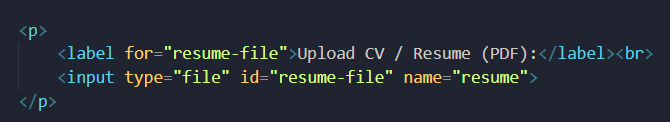 <p>
    <label for="resume-file">Upload CV / Resume (PDF):</label><br>
    <input type="file" id="resume-file" name="resume">
</p>